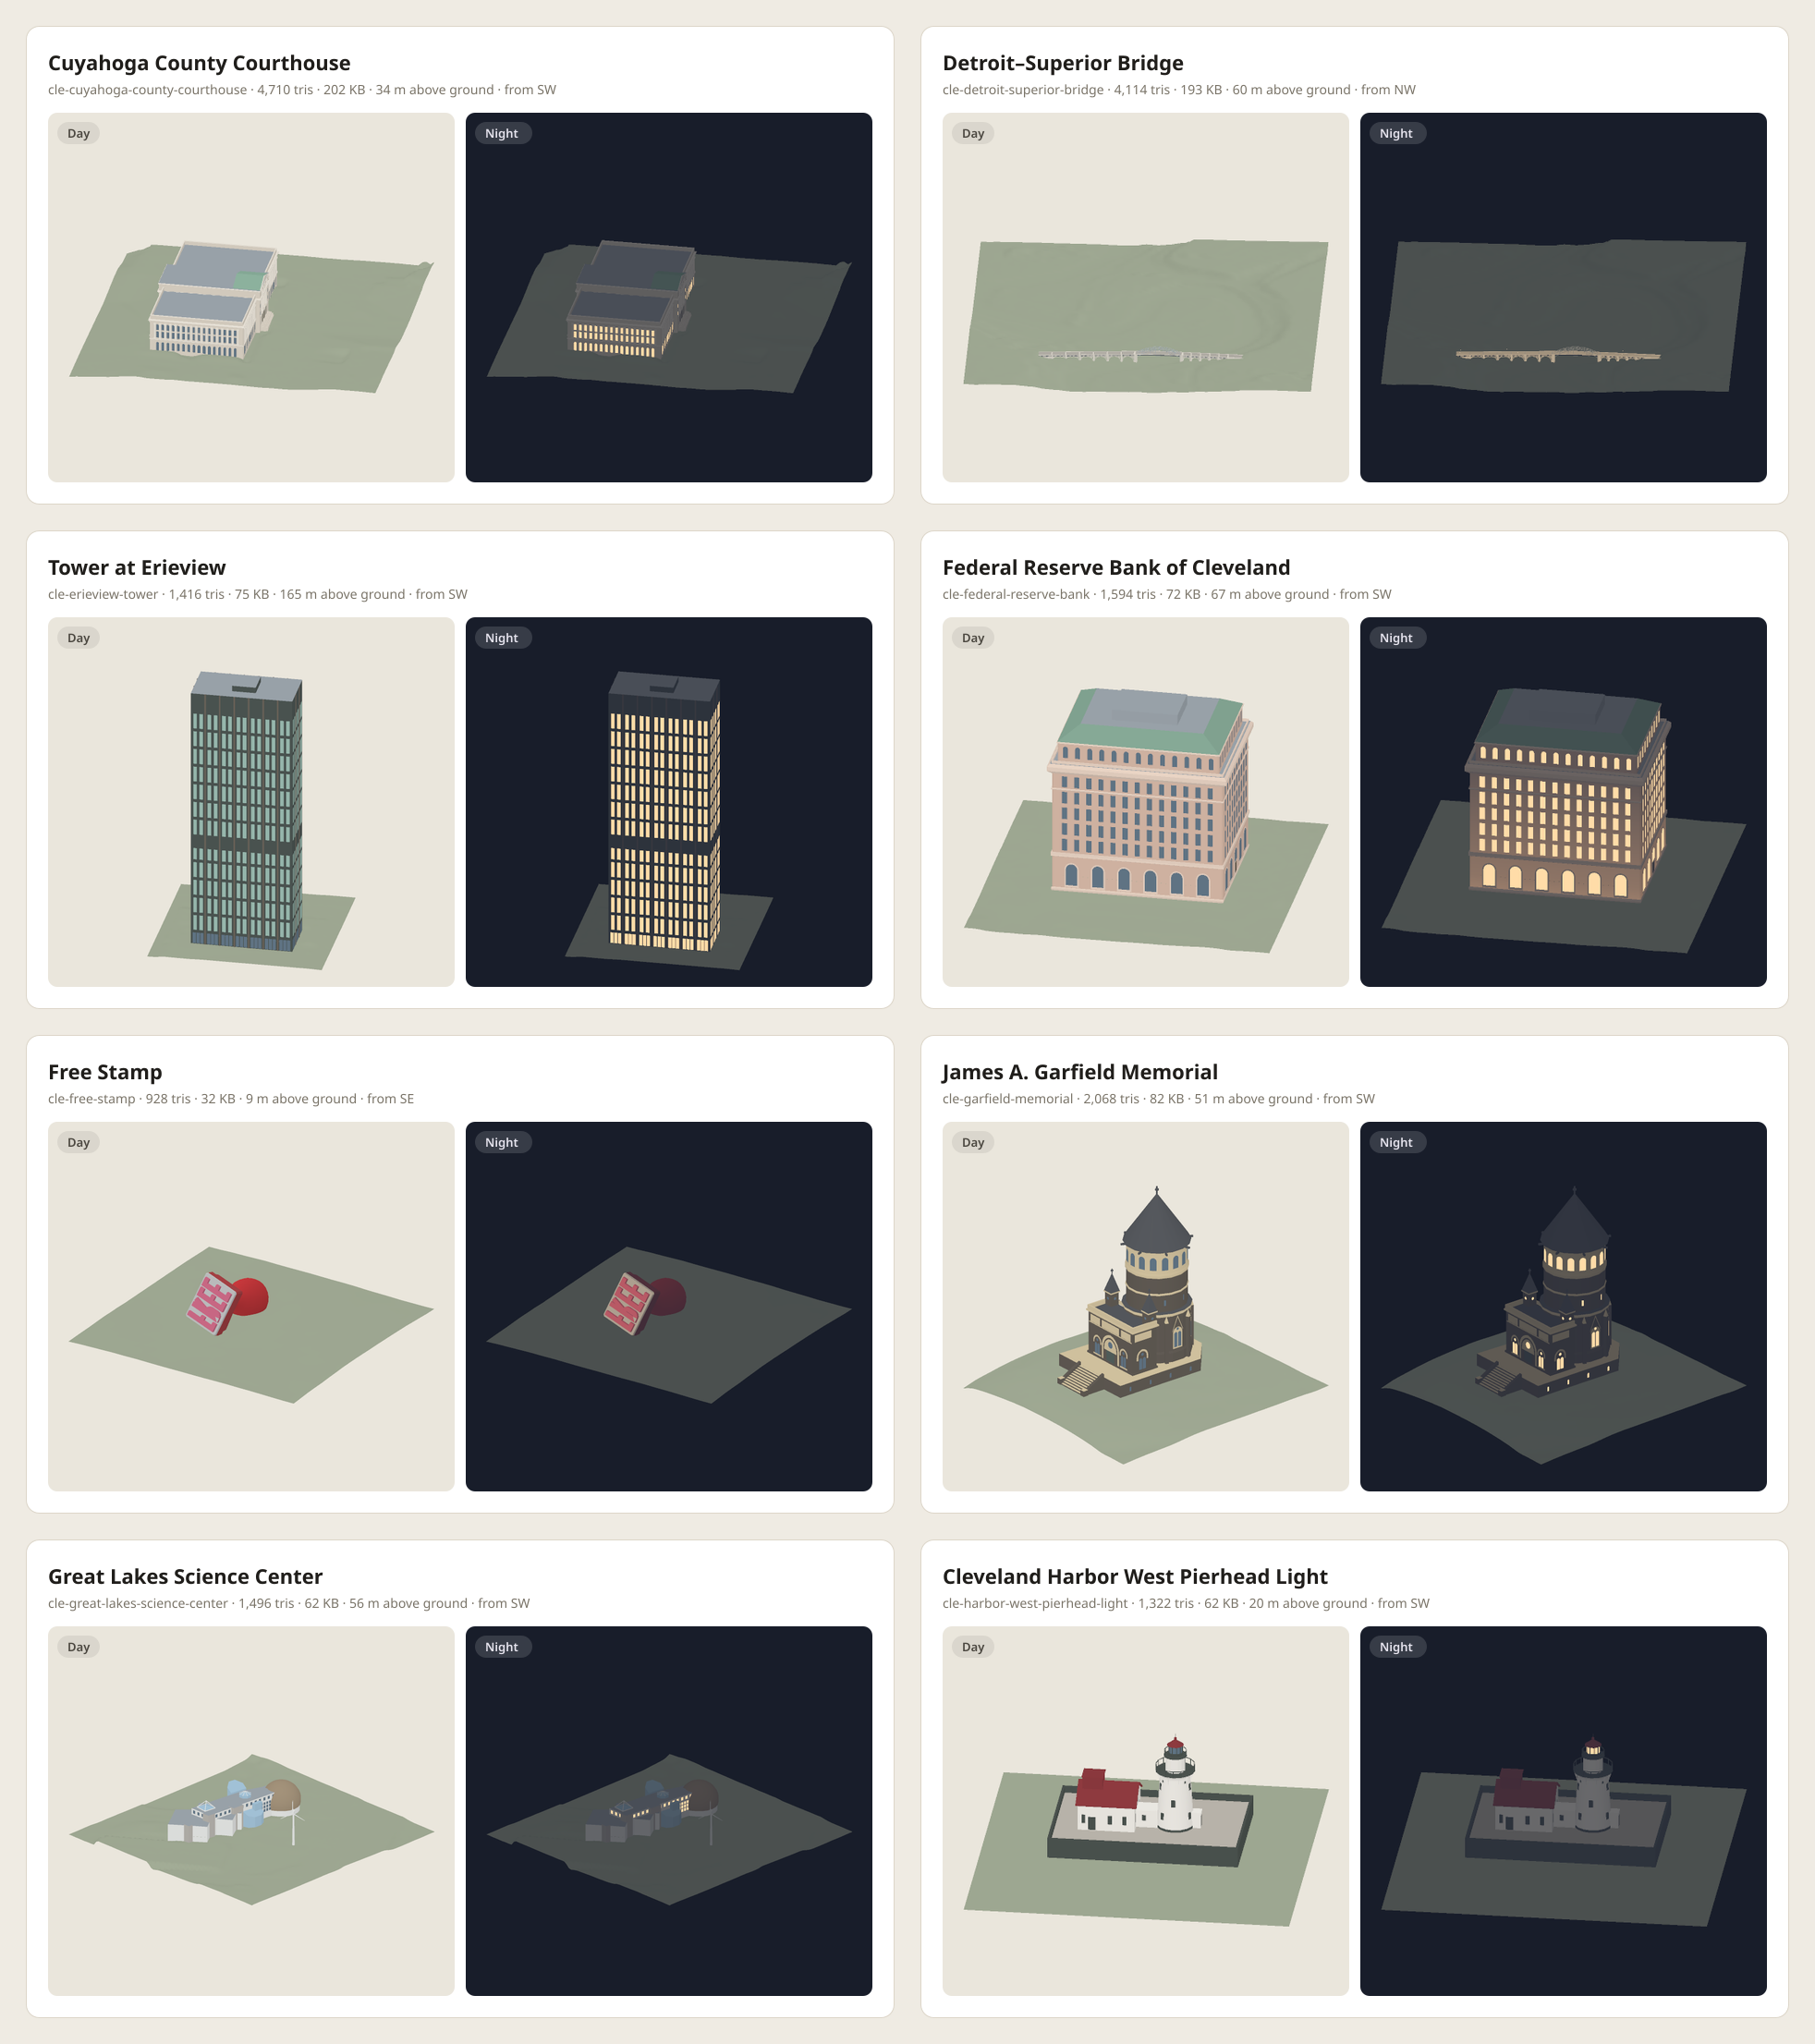 Cuyahoga County Courthouse
cle-cuyahoga-county-courthouse · 4,710 tris · 202 KB · 34 m above ground · from SW
Day
Night
Detroit–Superior Bridge
cle-detroit-superior-bridge · 4,114 tris · 193 KB · 60 m above ground · from NW
Day
Night
Tower at Erieview
cle-erieview-tower · 1,416 tris · 75 KB · 165 m above ground · from SW
Day
Night
Federal Reserve Bank of Cleveland
cle-federal-reserve-bank · 1,594 tris · 72 KB · 67 m above ground · from SW
Day
Night
Free Stamp
cle-free-stamp · 928 tris · 32 KB · 9 m above ground · from SE
Day
Night
James A. Garfield Memorial
cle-garfield-memorial · 2,068 tris · 82 KB · 51 m above ground · from SW
Day
Night
Great Lakes Science Center
cle-great-lakes-science-center · 1,496 tris · 62 KB · 56 m above ground · from SW
Day
Night
Cleveland Harbor West Pierhead Light
cle-harbor-west-pierhead-light · 1,322 tris · 62 KB · 20 m above ground · from SW
Day
Night